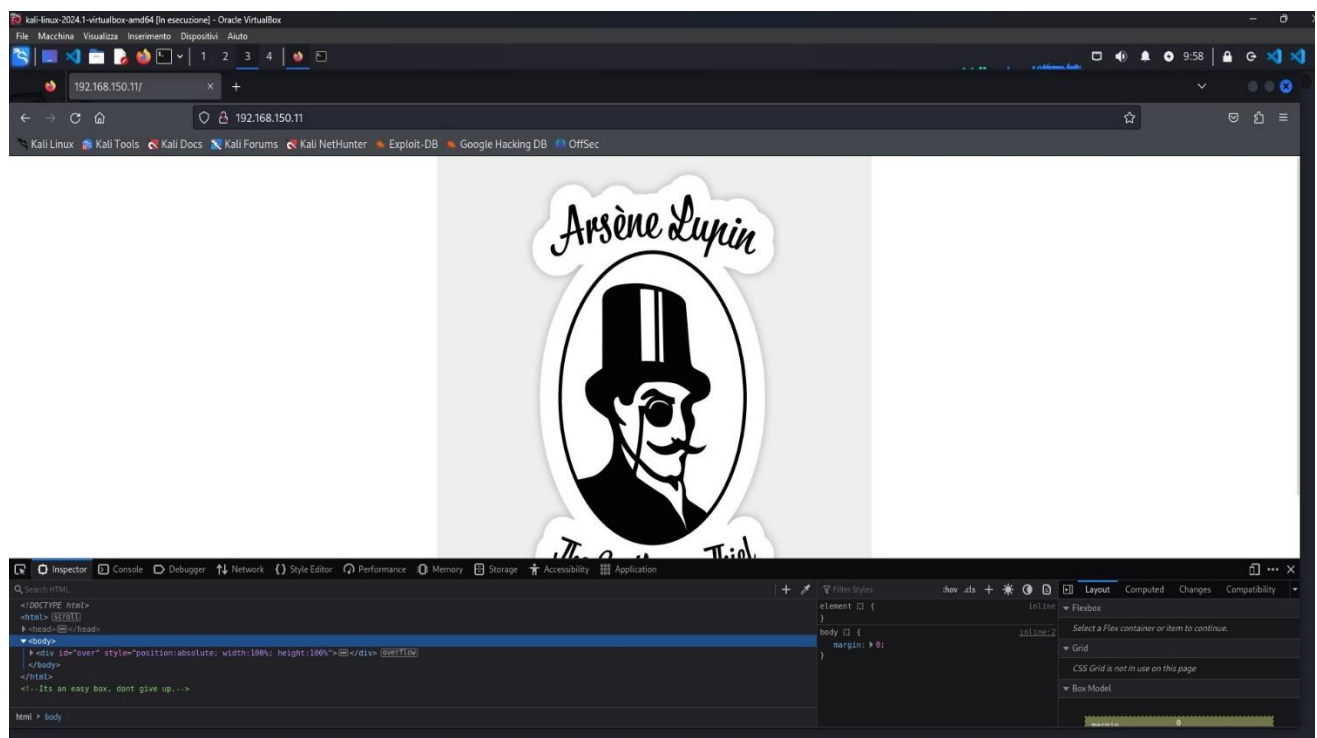 kali-linux-2024.1-virtualbox-amd64 [In esecuzione] - Oracle VirtualBox
File Macchina Visualizza Inserimento Dispositivi Aiuto
1 2 3 4 9:58
192.168.150.11/
192.168.150.11
Kali Linux Kali Tools Kali Docs Kali Forums Kali NetHunter Exploit-DB Google Hacking DB OffSec
Arsène Lupin
Inspector Console Debugger Network Style Editor Performance Memory Storage Accessibility Application
Search HTML Filter Styles :hov .cls Layout Computed Changes Compatibility
<!DOCTYPE html>
<html> scroll
<head> </head>
<body>
<div id="over" style="position:absolute; width:100%; height:100%"> </div> overflow
</body>
</html>
<!--Its an easy box, dont give up.-->
html > body
element { inline
}
body { inline:2
margin: 0;
}
Flexbox
Select a Flex container or item to continue.
Grid
CSS Grid is not in use on this page
Box Model
margin 0